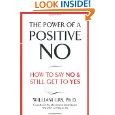 THE POWER OF A
POSITIVE
NO
HOW TO SAY NO &
STILL GET TO YES
WILLIAM URY, Ph.D.